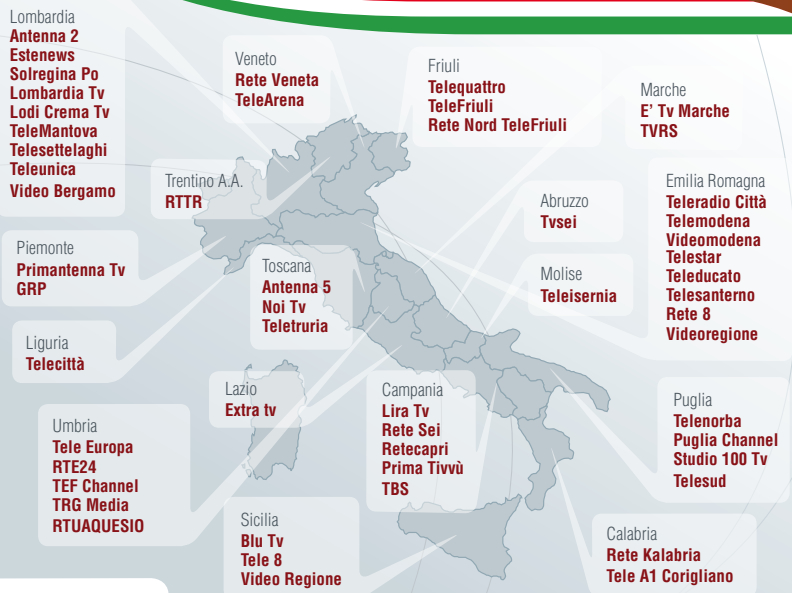 Lombardia
Antenna 2
Estenews
Solregina Po
Lombardia Tv
Lodi Crema Tv
TeleMantova
Telesettelaghi
Teleunica
Video Bergamo
Veneto
Rete Veneta
TeleArena
Friuli
Telequattro
TeleFriuli
Rete Nord TeleFriuli
Marche
E' Tv Marche
TVRS
Trentino A.A.
RTTR
Abruzzo
Tvsei
Emilia Romagna
Teleradio Città
Telemodena
Videomodena
Telestar
Teleducato
Telesanterno
Rete 8
Videoregione
Piemonte
Primantenna Tv
GRP
Toscana
Antenna 5
Noi Tv
Teletruria
Molise
Teleisernia
Liguria
Telecittà
Lazio
Extra tv
Campania
Lira Tv
Rete Sei
Retecapri
Prima Tivvù
TBS
Puglia
Telenorba
Puglia Channel
Studio 100 Tv
Telesud
Umbria
Tele Europa
RTE24
TEF Channel
TRG Media
RTUAQUESIO
Sicilia
Blu Tv
Tele 8
Video Regione
Calabria
Rete Kalabria
Tele A1 Corigliano